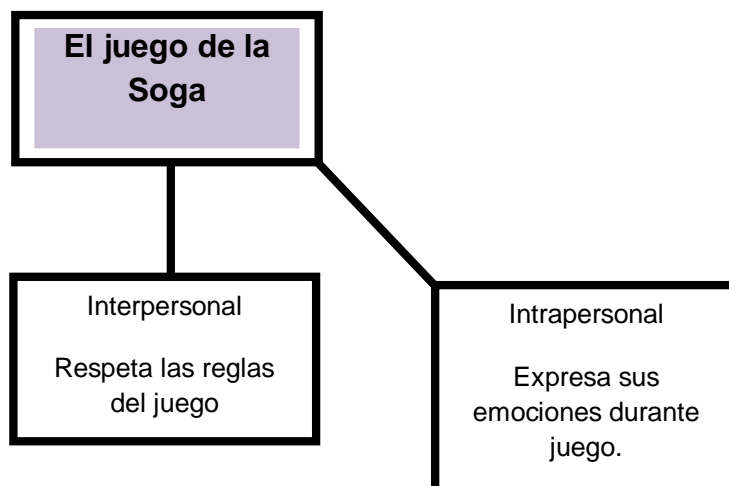 El juego de la
Soga
Interpersonal
Respeta las reglas
del juego
Intrapersonal
Expresa sus
emociones durante
juego.